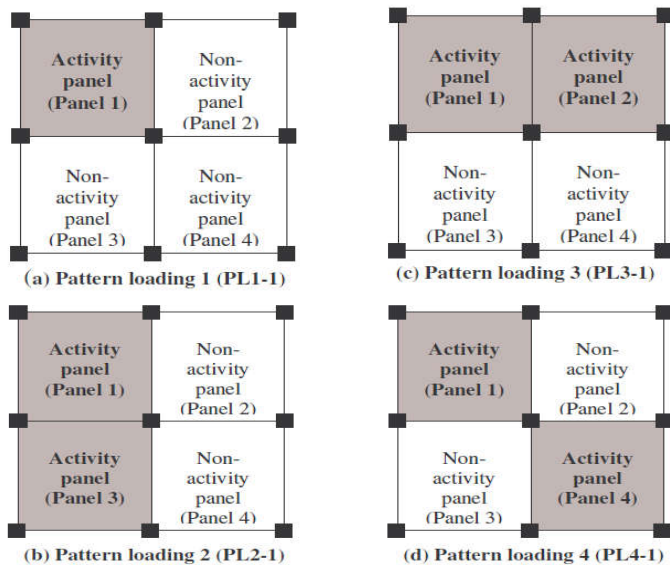 Activity
panel
(Panel 1)
Non-
activity
panel
(Panel 2)
Non-
activity
panel
(Panel 3)
Non-
activity
panel
(Panel 4)
(a) Pattern loading 1 (PL1-1)
Activity
panel
(Panel 1)
Activity
panel
(Panel 2)
Non-
activity
panel
(Panel 3)
Non-
activity
panel
(Panel 4)
(c) Pattern loading 3 (PL3-1)
Activity
panel
(Panel 1)
Non-
activity
panel
(Panel 2)
Activity
panel
(Panel 3)
Non-
activity
panel
(Panel 4)
(b) Pattern loading 2 (PL2-1)
Activity
panel
(Panel 1)
Non-
activity
panel
(Panel 2)
Non-
activity
panel
(Panel 3)
Activity
panel
(Panel 4)
(d) Pattern loading 4 (PL4-1)